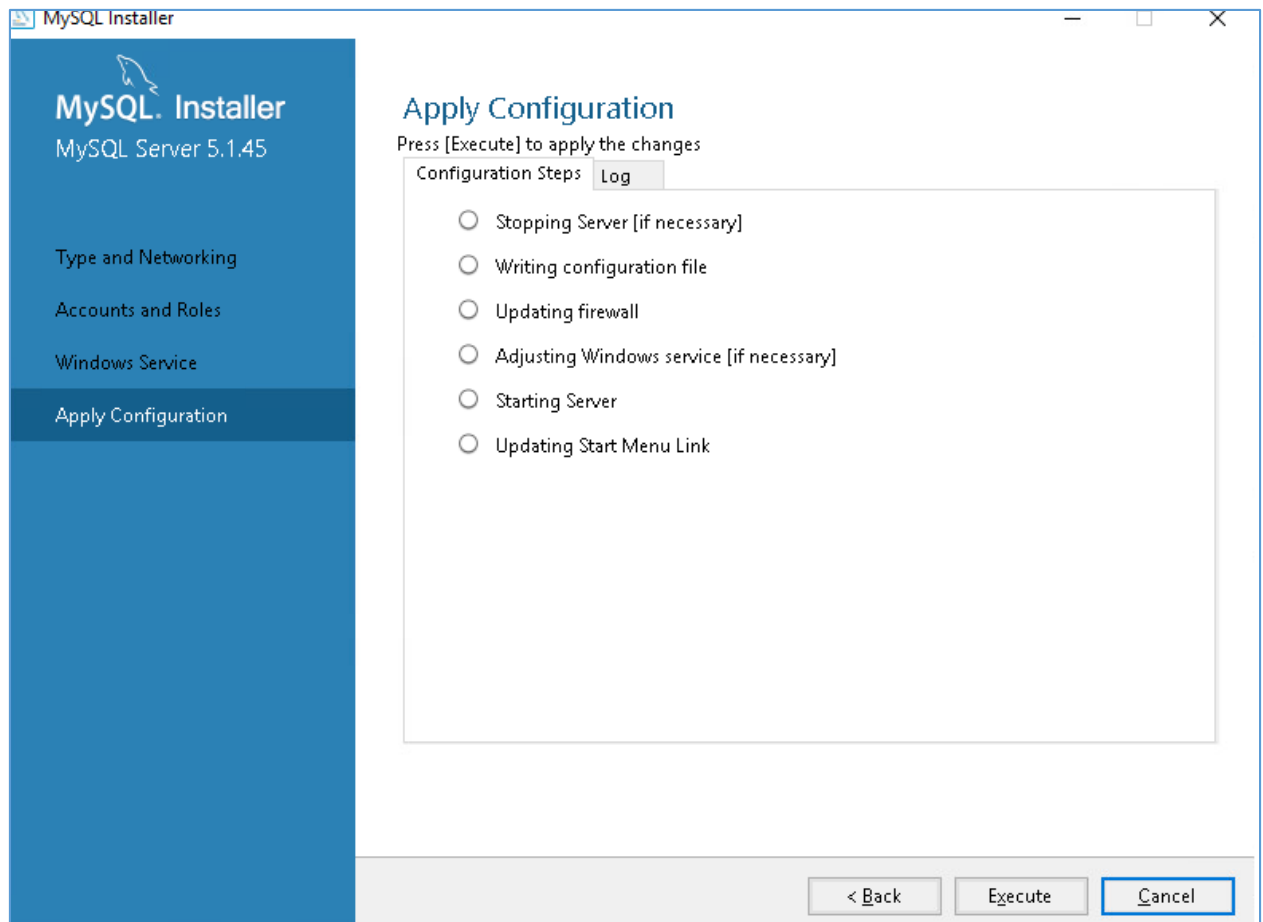 MySQL Installer
MySQL. Installer
MySQL Server 5.1.45
Type and Networking
Accounts and Roles
Windows Service
Apply Configuration
Apply Configuration
Press [Execute] to apply the changes
Configuration Steps
Log
Stopping Server [if necessary]
Writing configuration file
Updating firewall
Adjusting Windows service [if necessary]
Starting Server
Updating Start Menu Link
< Back
Execute
Cancel